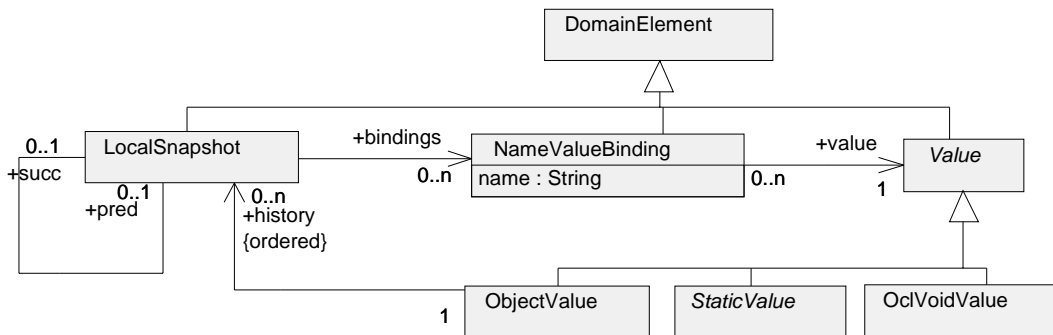 DomainElement
0..1
LocalSnapshot
+bindings
NameValueBinding
+value
Value
+succ
0..1
0..n
0..n
name : String
0..n
1
+pred
+history
{ordered}
1
ObjectValue
StaticValue
OclVoidValue